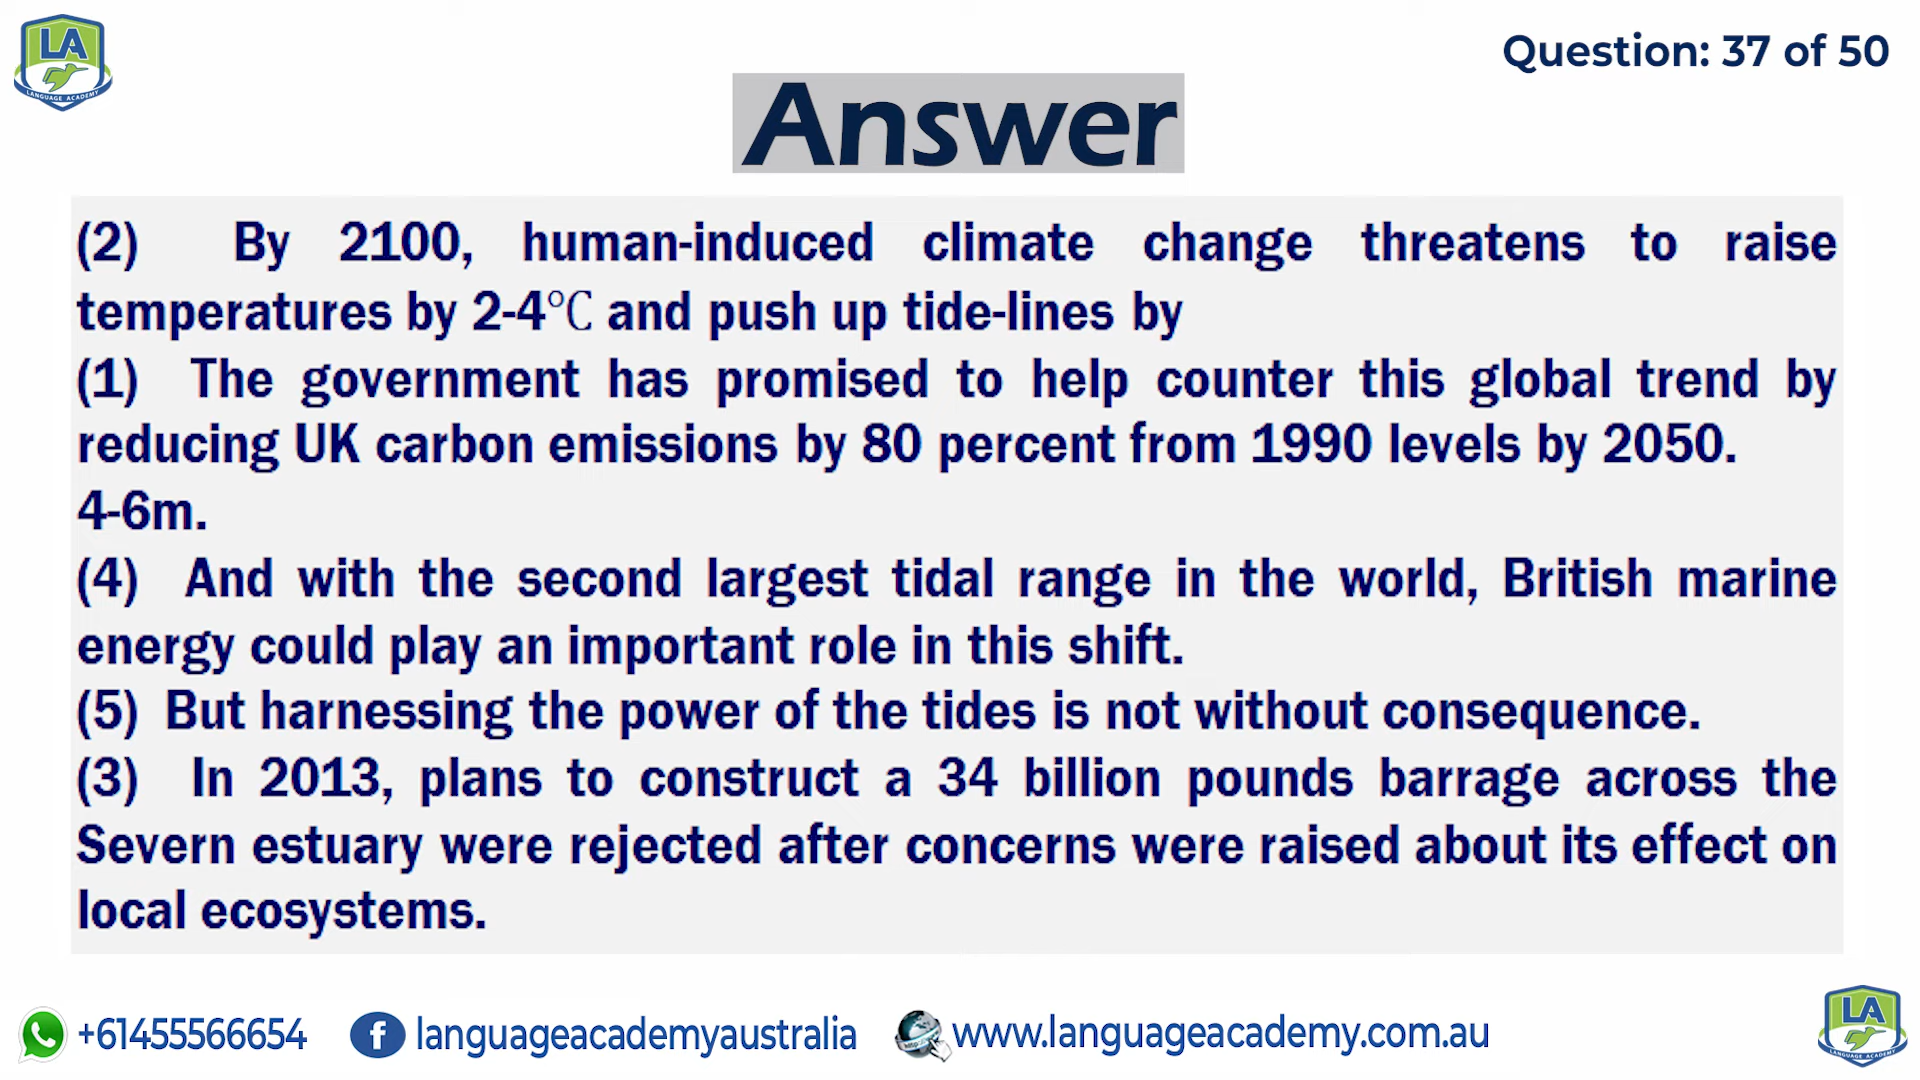 LA
LANGUAGE ACADEMY
Question: 37 of 50
Answer
(2) By 2100, human-induced climate change threatens to raise
temperatures by 2-4℃ and push up tide-lines by
(1) The government has promised to help counter this global trend by
reducing UK carbon emissions by 80 percent from 1990 levels by 2050.
4-6m.
(4) And with the second largest tidal range in the world, British marine
energy could play an important role in this shift.
(5) But harnessing the power of the tides is not without consequence.
(3) In 2013, plans to construct a 34 billion pounds barrage across the
Severn estuary were rejected after concerns were raised about its effect on
local ecosystems.
+61455566654 f languageacademyaustralia www.languageacademy.com.au
LA
LANGUAGE ACADEMY